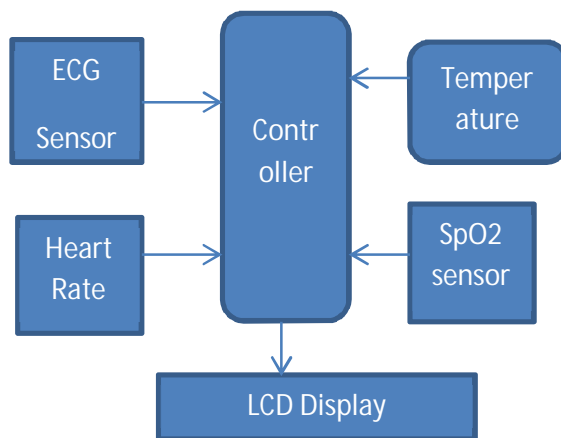 ECG
Sensor
Contr
oller
Temper
ature
Heart
Rate
SpO2
sensor
LCD Display